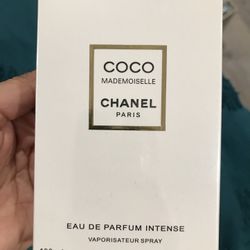 COCO
MADEMOISELLE
CHANEL
PARIS
EAU DE PARFUM INTENSE
VAPORISATEUR SPRAY